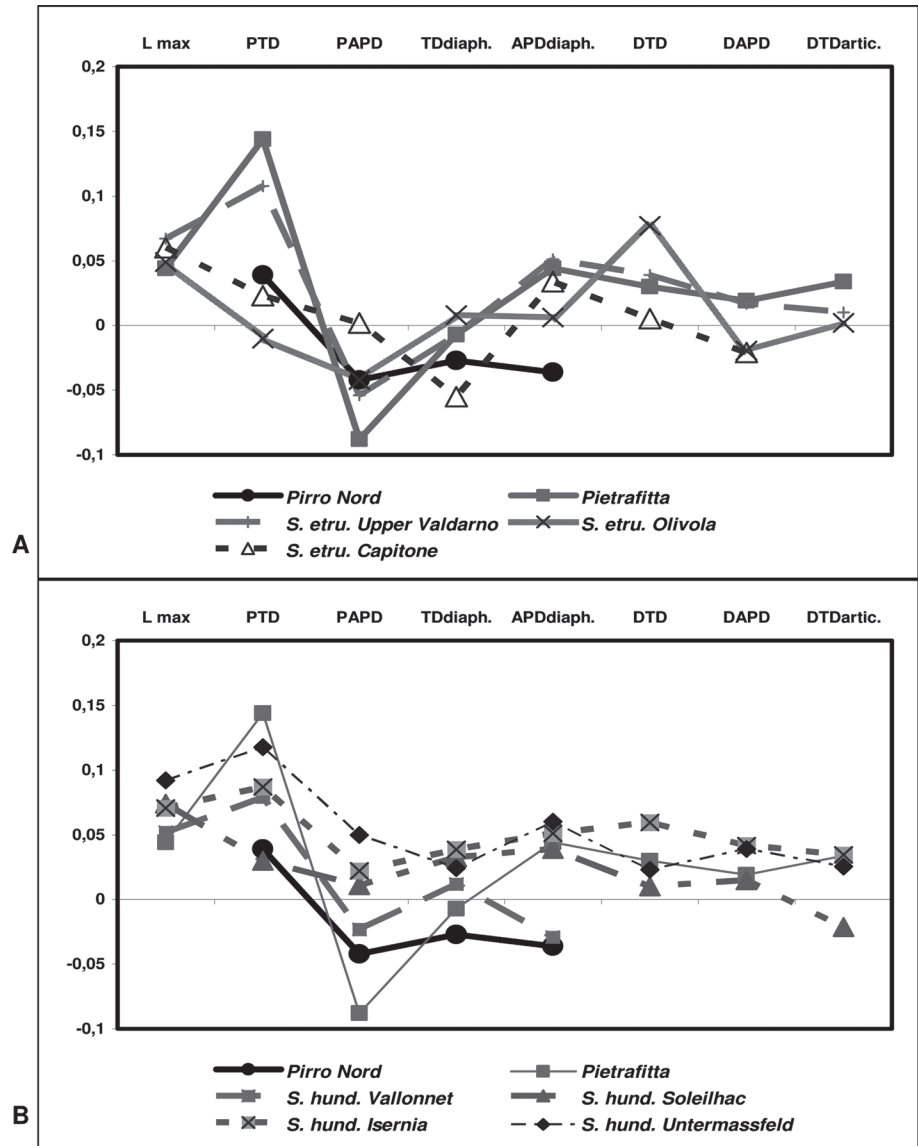 L max PTD PAPD TDdiaph. APDdiaph. DTD DAPD DTDartic.
0,2
0,15
0,1
0,05
0
-0,05
-0,1
Pirro Nord Pietrafitta
S. etru. Upper Valdarno S. etru. Olivola
S. etru. Capitone
A
L max PTD PAPD TDdiaph. APDdiaph. DTD DAPD DTDartic.
0,2
0,15
0,1
0,05
0
-0,05
-0,1
Pirro Nord Pietrafitta
S. hund. Vallonnet S. hund. Soleilhac
S. hund. Isernia S. hund. Untermassfeld
B